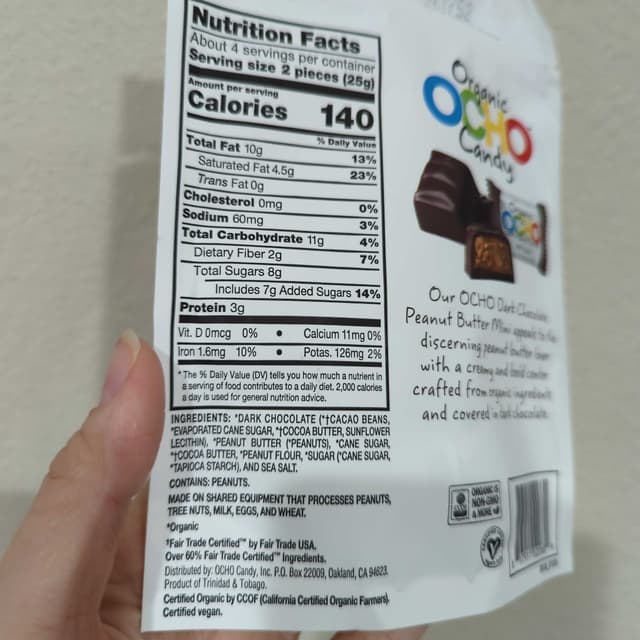 Nutrition Facts
About 4 servings per container
Serving size 2 pieces (25g)
Amount per serving
Calories 140
% Daily Value
Total Fat 10g 13%
Saturated Fat 4.5g 23%
Trans Fat 0g
Cholesterol 0mg 0%
Sodium 60mg 3%
Total Carbohydrate 11g 4%
Dietary Fiber 2g 7%
Total Sugars 8g
Includes 7g Added Sugars 14%
Protein 3g
Vit. D 0mcg 0% • Calcium 11mg 0%
Iron 1.6mg 10% • Potas. 126mg 2%
*The % Daily Value (DV) tells you how much a nutrient in
a serving of food contributes to a daily diet. 2,000 calories
a day is used for general nutrition advice.
INGREDIENTS: *DARK CHOCOLATE (*†CACAO BEANS,
*EVAPORATED CANE SUGAR, *†COCOA BUTTER, SUNFLOWER
LECITHIN), *PEANUT BUTTER (*PEANUTS), *CANE SUGAR,
*†COCOA BUTTER, *PEANUT FLOUR, *SUGAR (*CANE SUGAR,
*TAPIOCA STARCH), AND SEA SALT.
CONTAINS: PEANUTS.
MADE ON SHARED EQUIPMENT THAT PROCESSES PEANUTS,
TREE NUTS, MILK, EGGS, AND WHEAT.
*Organic
†Fair Trade Certified™ by Fair Trade USA.
Over 60% Fair Trade Certified™ Ingredients.
Distributed by: OCHO Candy, Inc. P.O. Box 22009, Oakland, CA 94623.
Product of Trinidad & Tobago.
Certified Organic by CCOF (California Certified Organic Farmers).
Certified vegan.
Organic
OCHO
Candy
OCHO
Our OCHO Dark Chocolate
Peanut Butter Mini appeals to the
discerning peanut butter lover
with a creamy and bold center
crafted from organic ingredients
and covered in dark chocolate.
ORGANIC IS
NON-GMO
& MORE